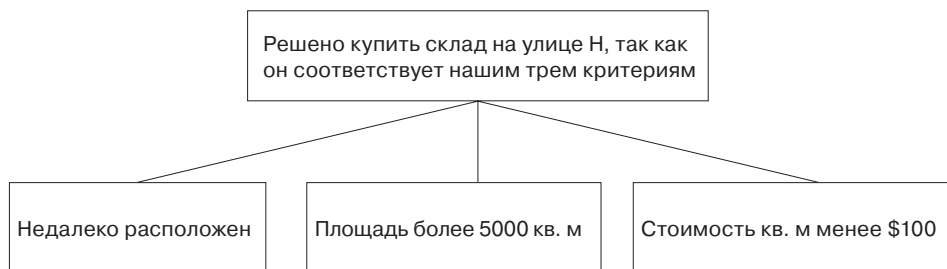 Решено купить склад на улице Н, так как
он соответствует нашим трем критериям
Недалеко расположен
Площадь более 5000 кв. м
Стоимость кв. м менее $100